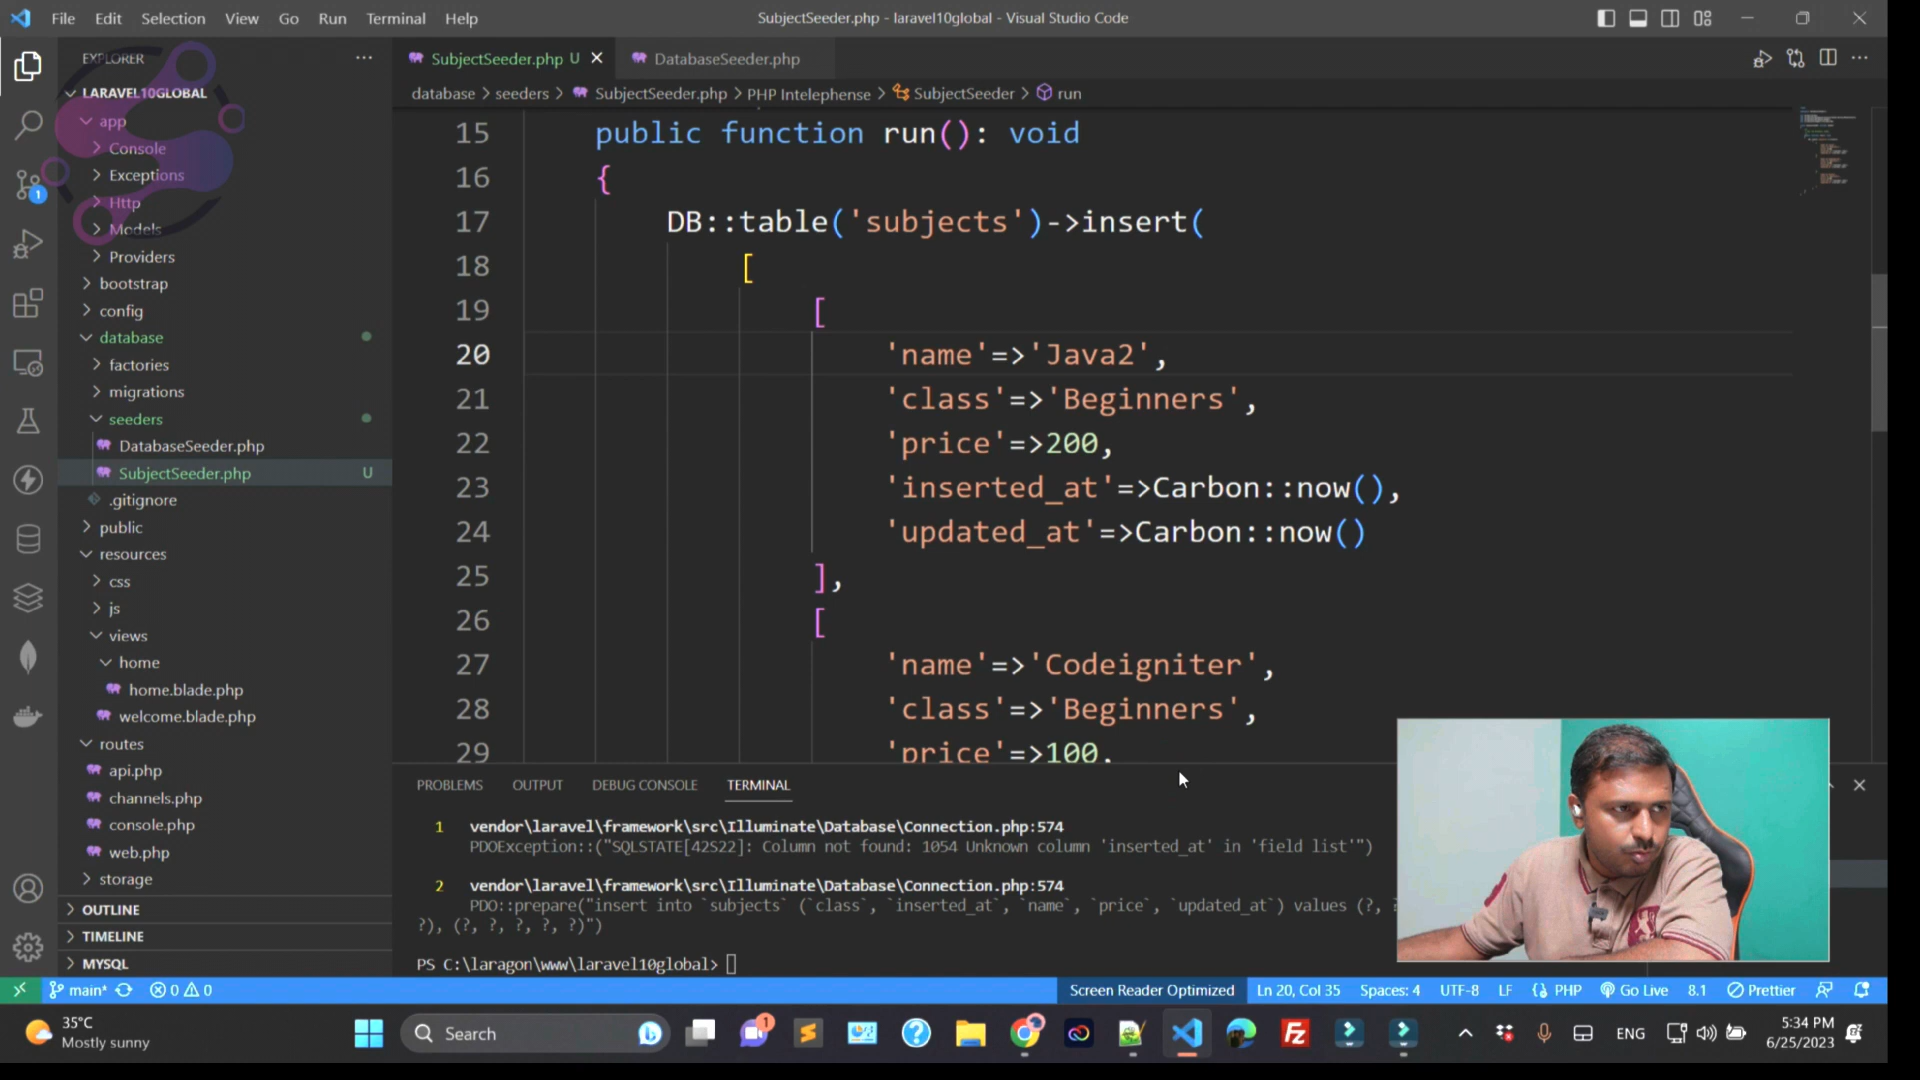 File Edit Selection View Go Run Terminal Help
SubjectSeeder.php - laravel10global - Visual Studio Code
EXPLORER
LARAVEL10GLOBAL
app
Console
Exceptions
Http
Models
Providers
bootstrap
config
database
factories
migrations
seeders
DatabaseSeeder.php
SubjectSeeder.php U
.gitignore
public
resources
css
js
views
home
home.blade.php
welcome.blade.php
routes
api.php
channels.php
console.php
web.php
storage
OUTLINE
TIMELINE
MYSQL
1
SubjectSeeder.php U
DatabaseSeeder.php
database > seeders > SubjectSeeder.php > PHP Intelephense > SubjectSeeder > run
15 public function run(): void
16 {
17 DB::table('subjects')->insert(
18 [
19 [
20 'name'=>'Java2',
21 'class'=>'Beginners',
22 'price'=>200,
23 'inserted_at'=>Carbon::now(),
24 'updated_at'=>Carbon::now()
25 ],
26 [
27 'name'=>'Codeigniter',
28 'class'=>'Beginners',
29 'price'=>100,
PROBLEMS OUTPUT DEBUG CONSOLE TERMINAL
1 vendor\laravel\framework\src\Illuminate\Database\Connection.php:574
PDOException::("SQLSTATE[42S22]: Column not found: 1054 Unknown column 'inserted_at' in 'field list'")
2 vendor\laravel\framework\src\Illuminate\Database\Connection.php:574
PDO::prepare("insert into `subjects` (`class`, `inserted_at`, `name`, `price`, `updated_at`) values (?, ?
?), (?, ?, ?, ?, ?)")
PS C:\laragon\www\laravel10global>
main* 0 0
Screen Reader Optimized Ln 20, Col 35 Spaces: 4 UTF-8 LF PHP Go Live 8.1 Prettier
35°C
Mostly sunny
Search
1
ENG
5:34 PM
6/25/2023